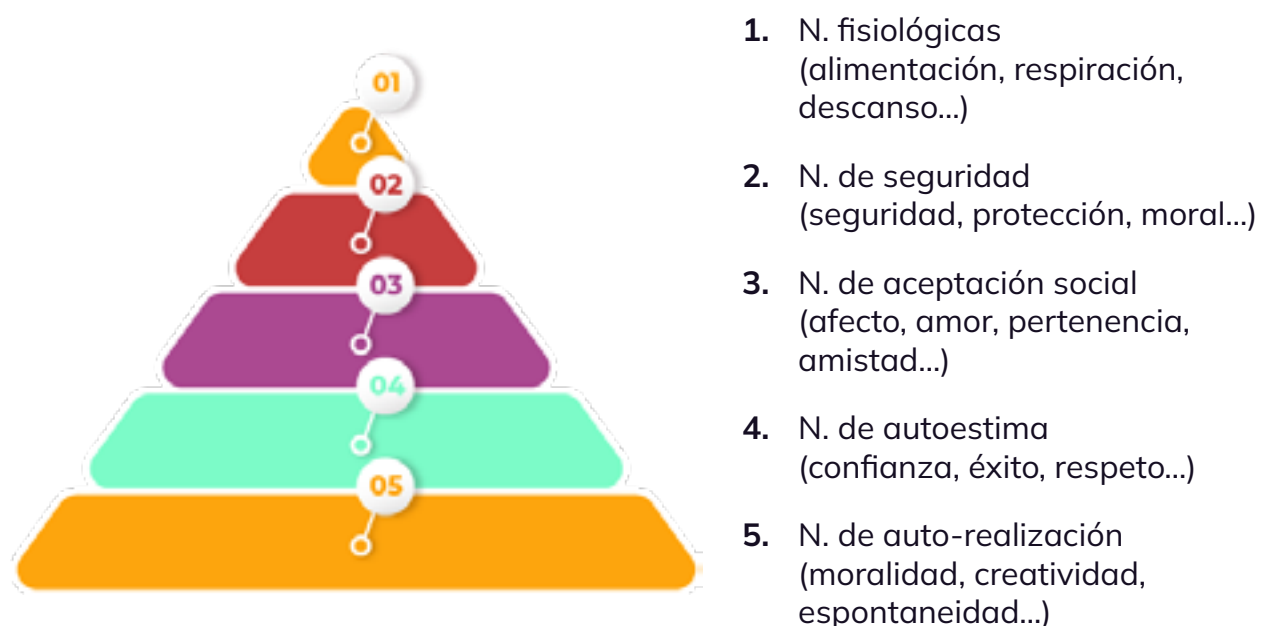 01
02
03
04
05
1. N. fisiológicas
(alimentación, respiración,
descanso...)
2. N. de seguridad
(seguridad, protección, moral...)
3. N. de aceptación social
(afecto, amor, pertenencia,
amistad...)
4. N. de autoestima
(confianza, éxito, respeto...)
5. N. de auto-realización
(moralidad, creatividad,
espontaneidad...)